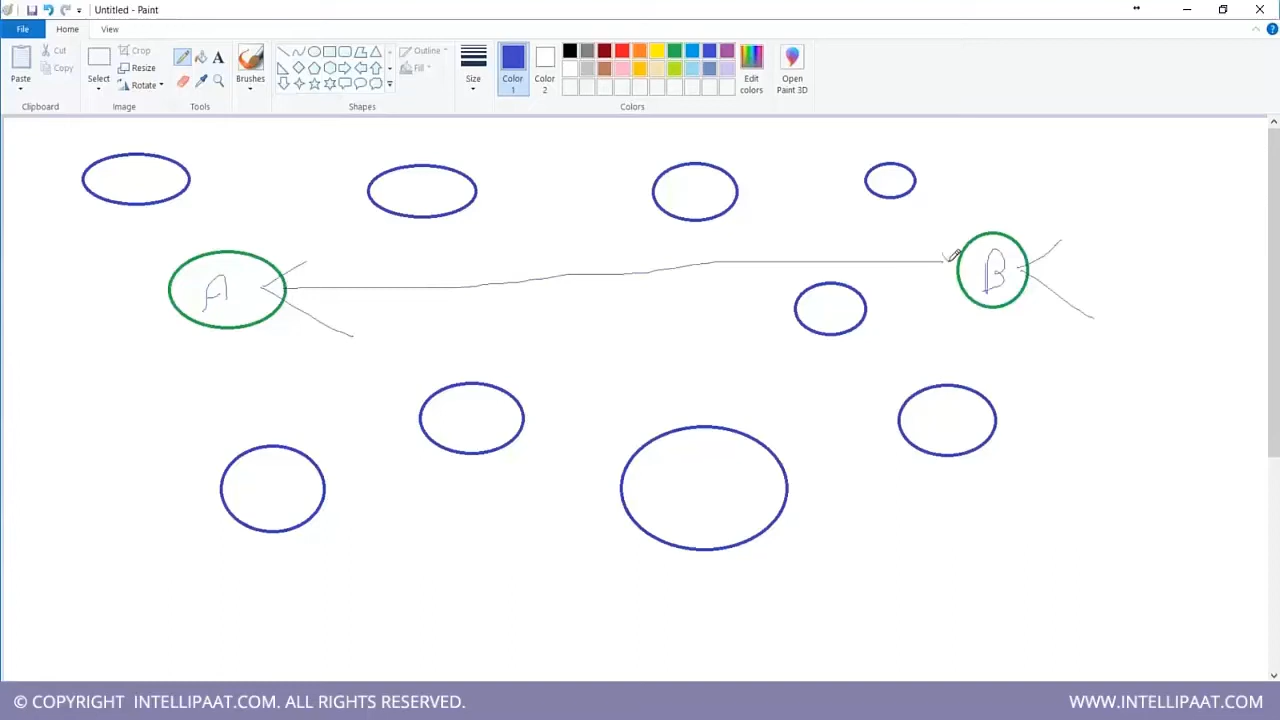 Untitled - Paint
File Home View
Paste
Cut
Copy
Clipboard
Select
Crop
Resize
Rotate
Image
A
Tools
Brushes
Shapes
Outline
Fill
Size
Color 1
Color 2
Colors
Edit colors
Open Paint 3D
A
B
© COPYRIGHT INTELLIPAAT.COM. ALL RIGHTS RESERVED.
WWW.INTELLIPAAT.COM